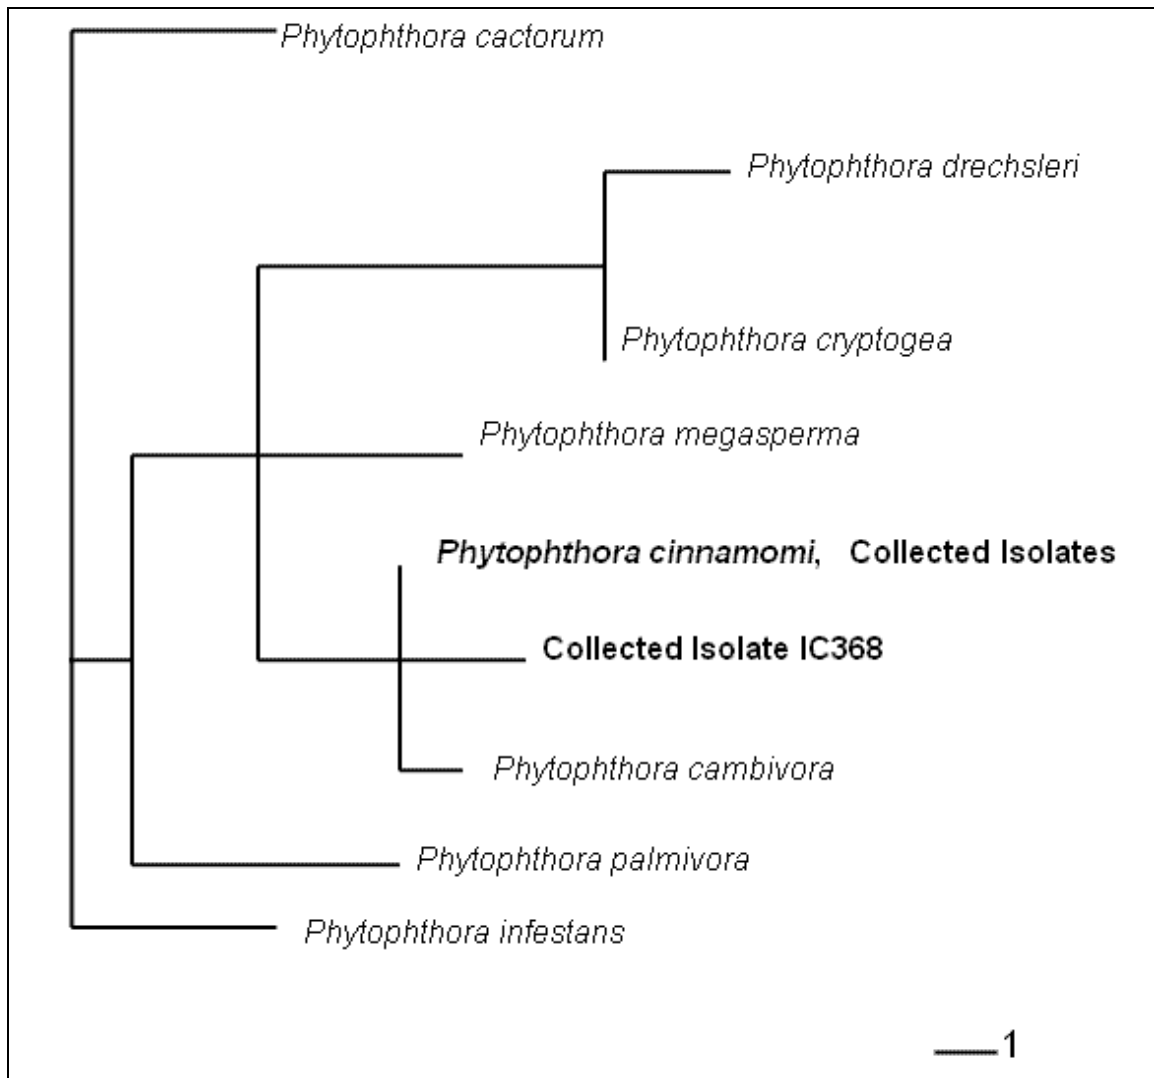 Phytophthora cactorum
Phytophthora drechsleri
Phytophthora cryptogea
Phytophthora megasperma
Phytophthora cinnamomi, Collected Isolates
Collected Isolate IC368
Phytophthora cambivora
Phytophthora palmivora
Phytophthora infestans
1